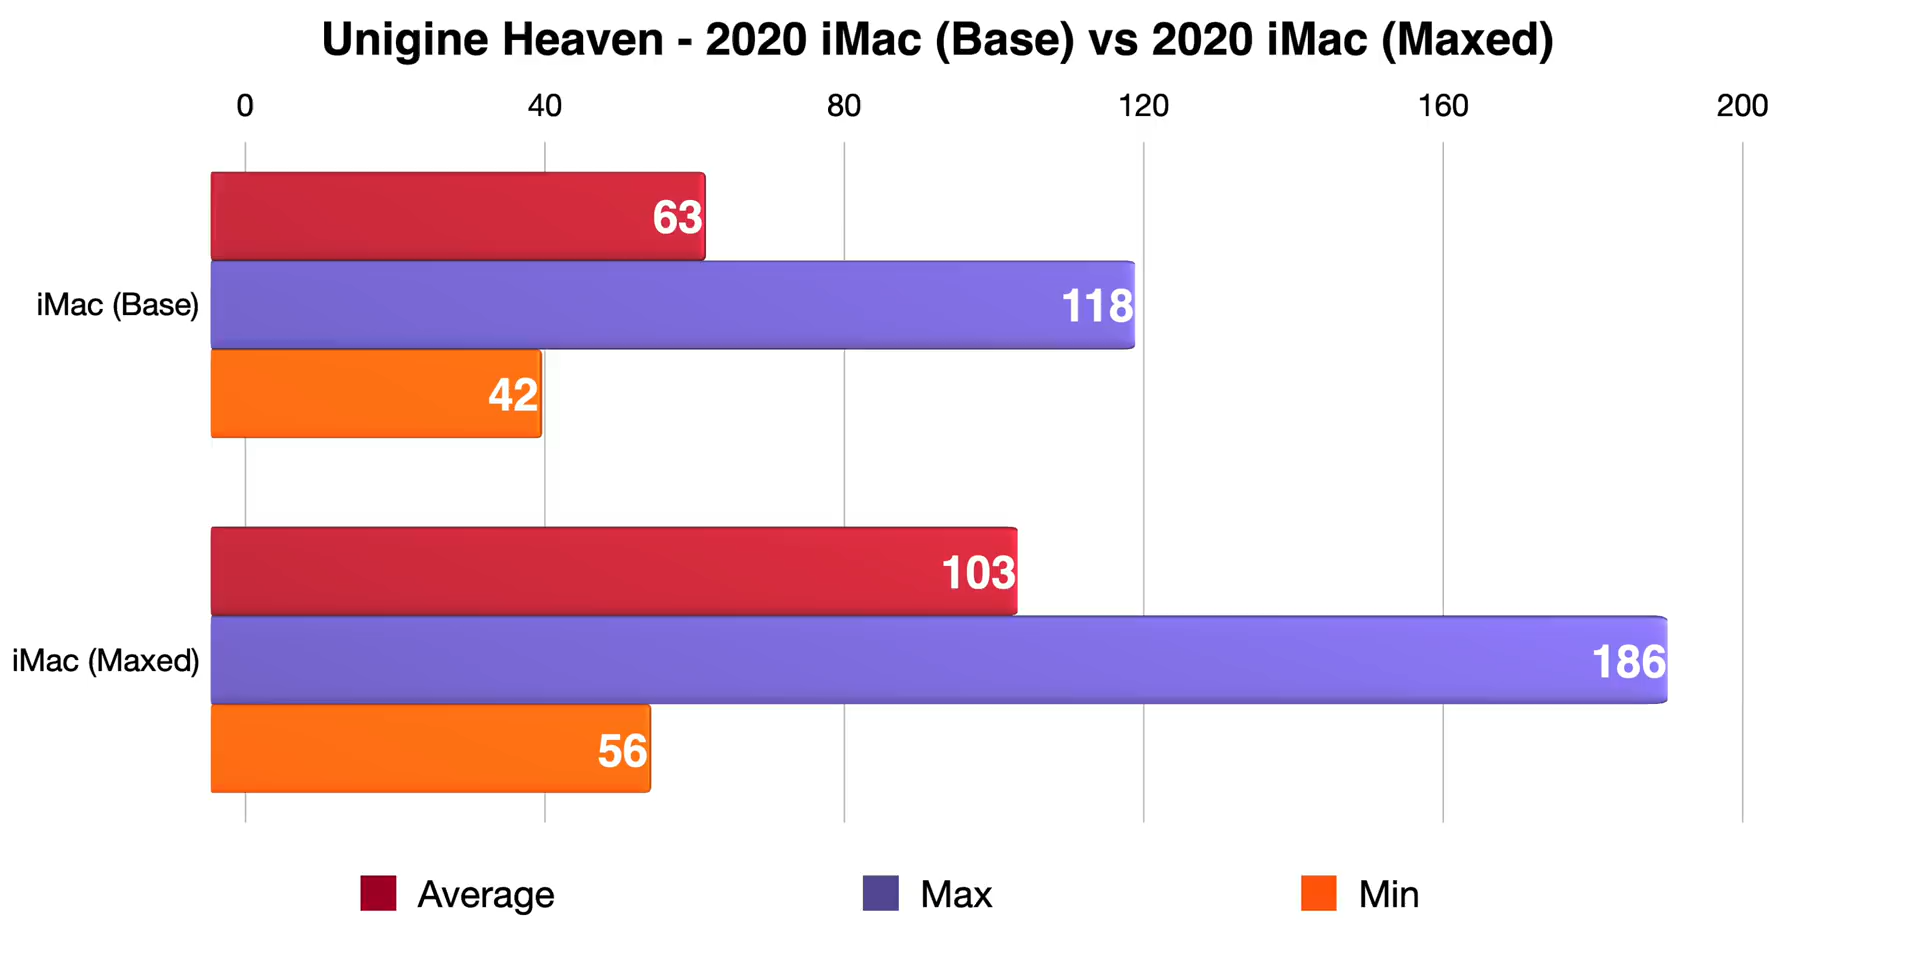 Unigine Heaven - 2020 iMac (Base) vs 2020 iMac (Maxed)
0 40 80 120 160 200
63
iMac (Base) 118
42
103
iMac (Maxed) 186
56
Average Max Min